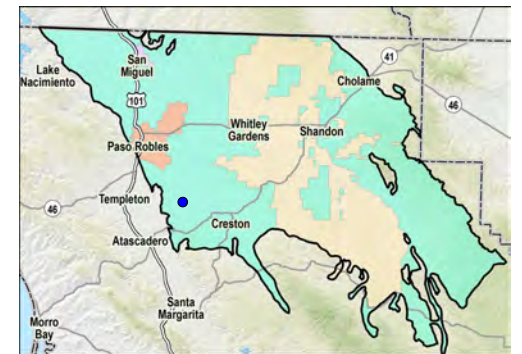 San
Miguel
Lake
Nacimiento
41
Cholame
101
46
Whitley
Gardens
Shandon
Paso Robles
Templeton
46
Creston
Atascadero
Santa
Margarita
Morro
Bay